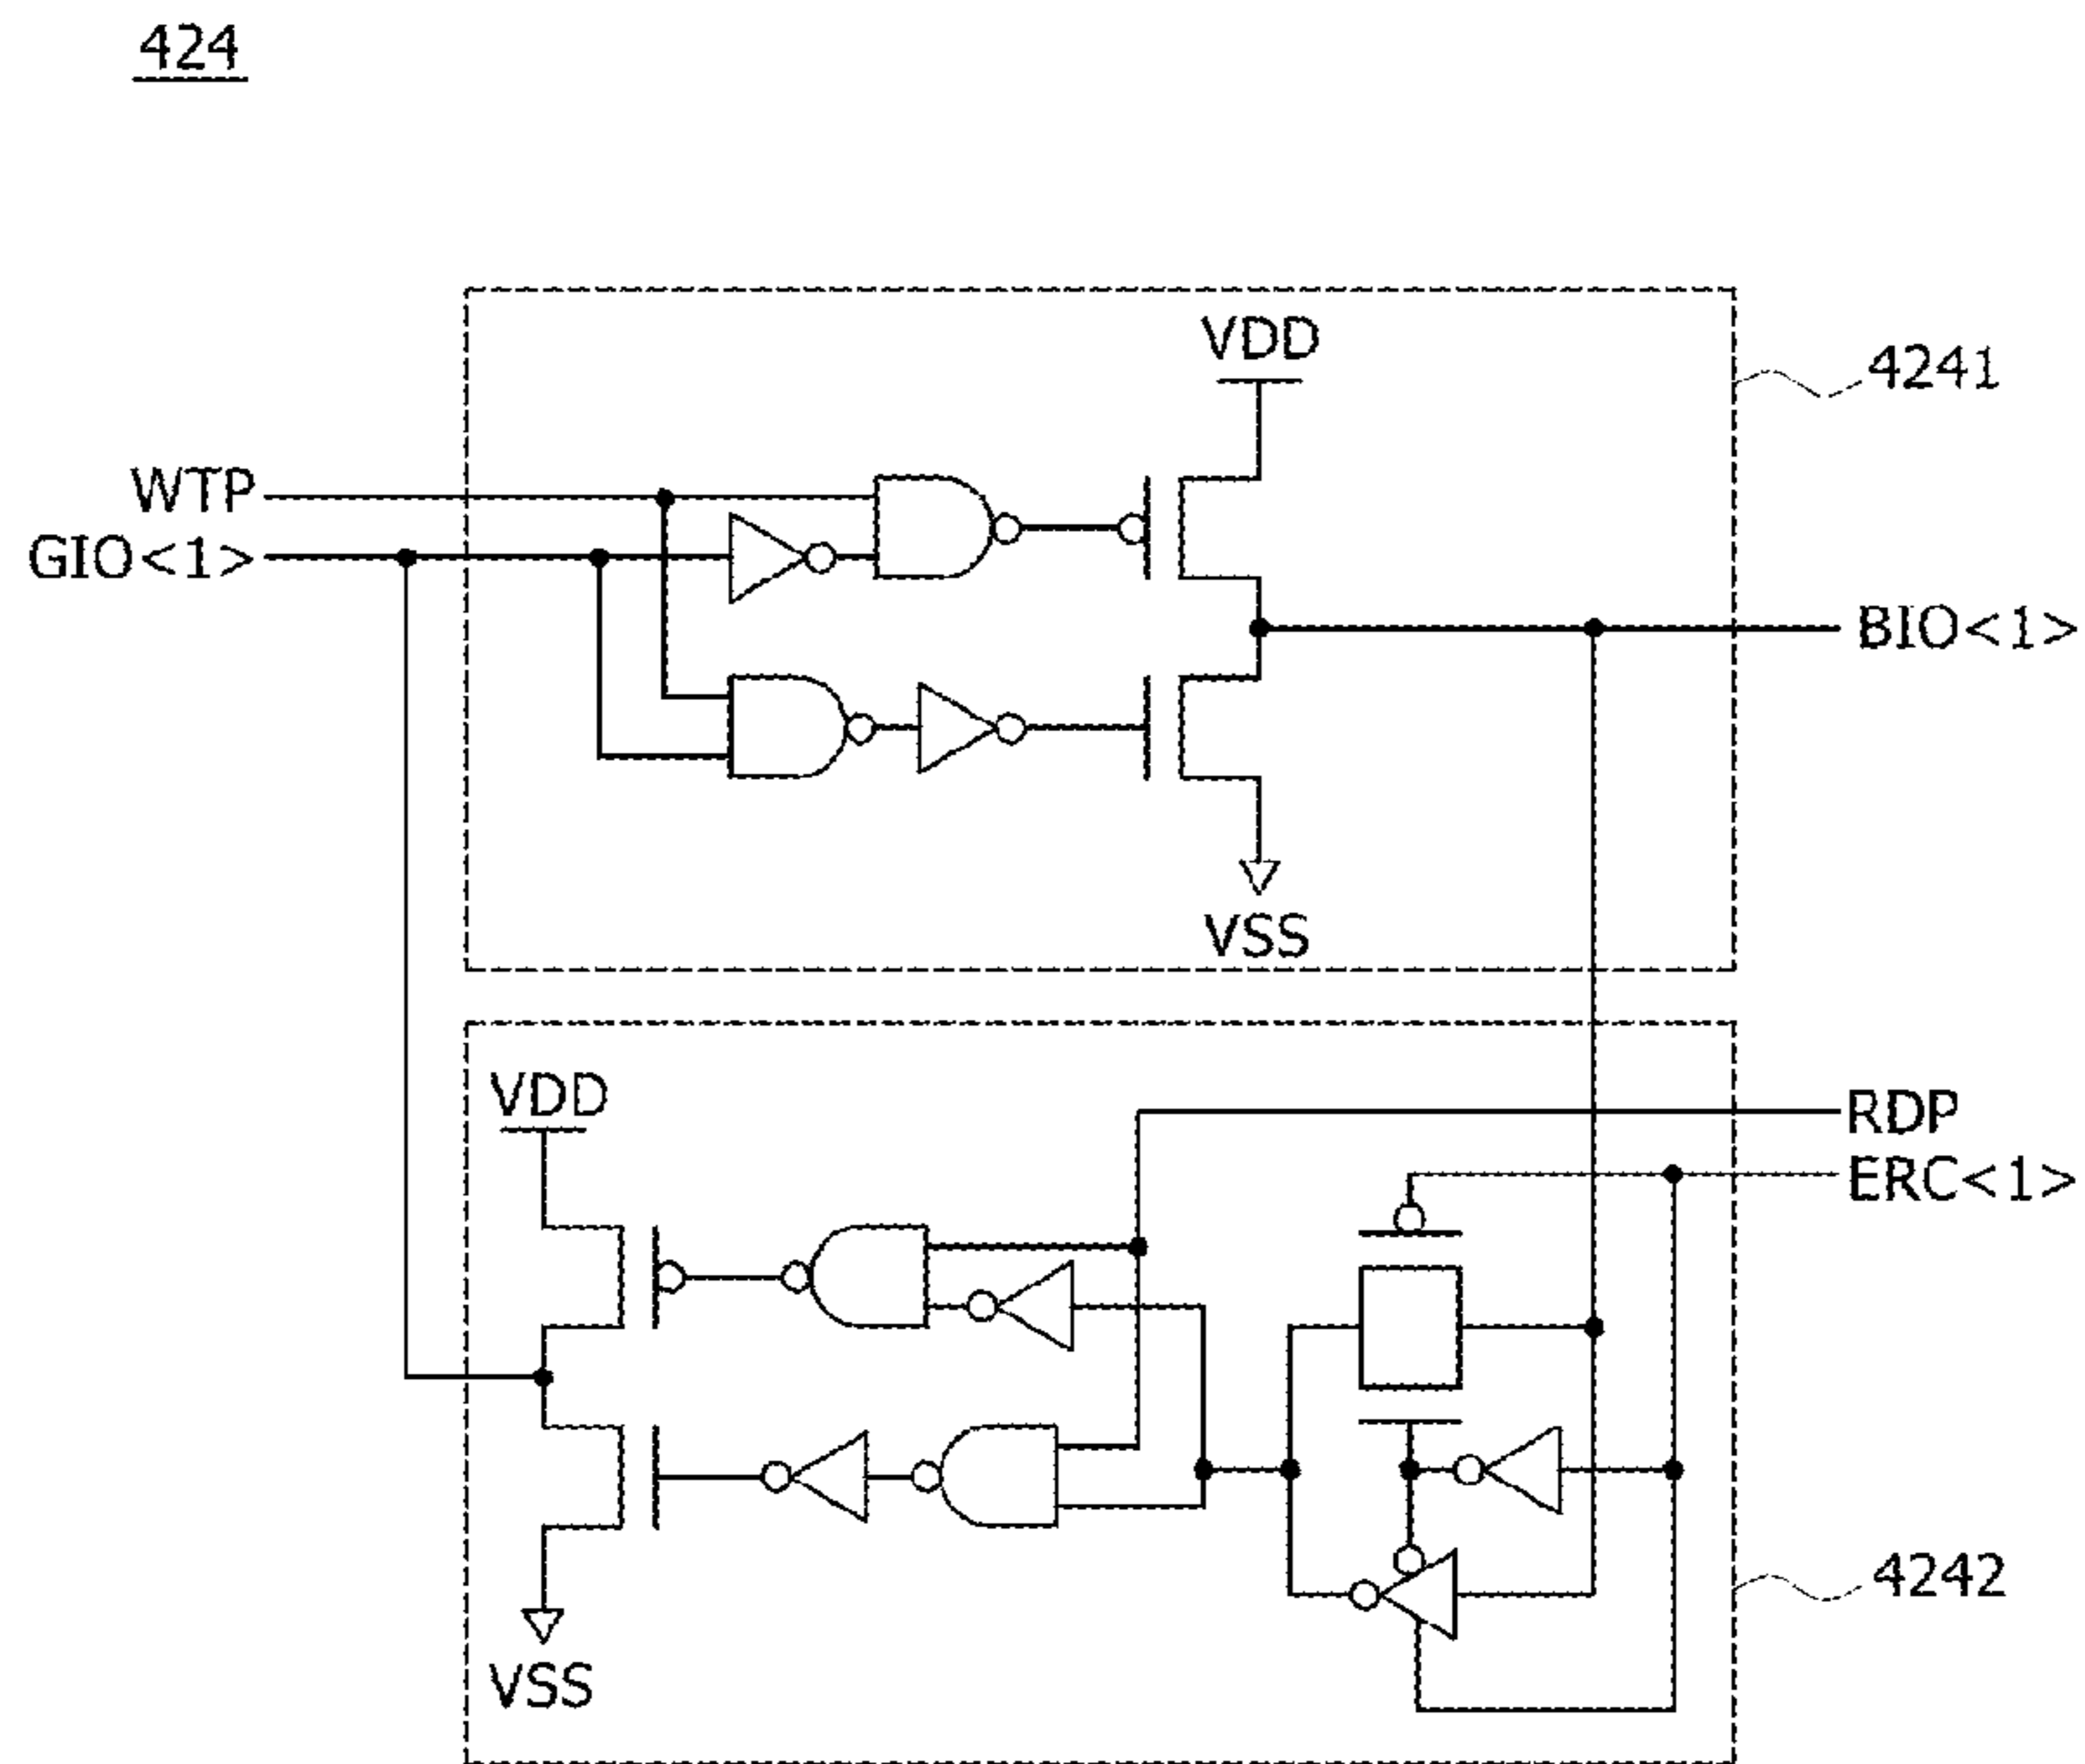 424
VDD
4241
WTP
GIO<1>
BIO<1>
VSS
VDD
RDP
ERC<1>
4242
VSS